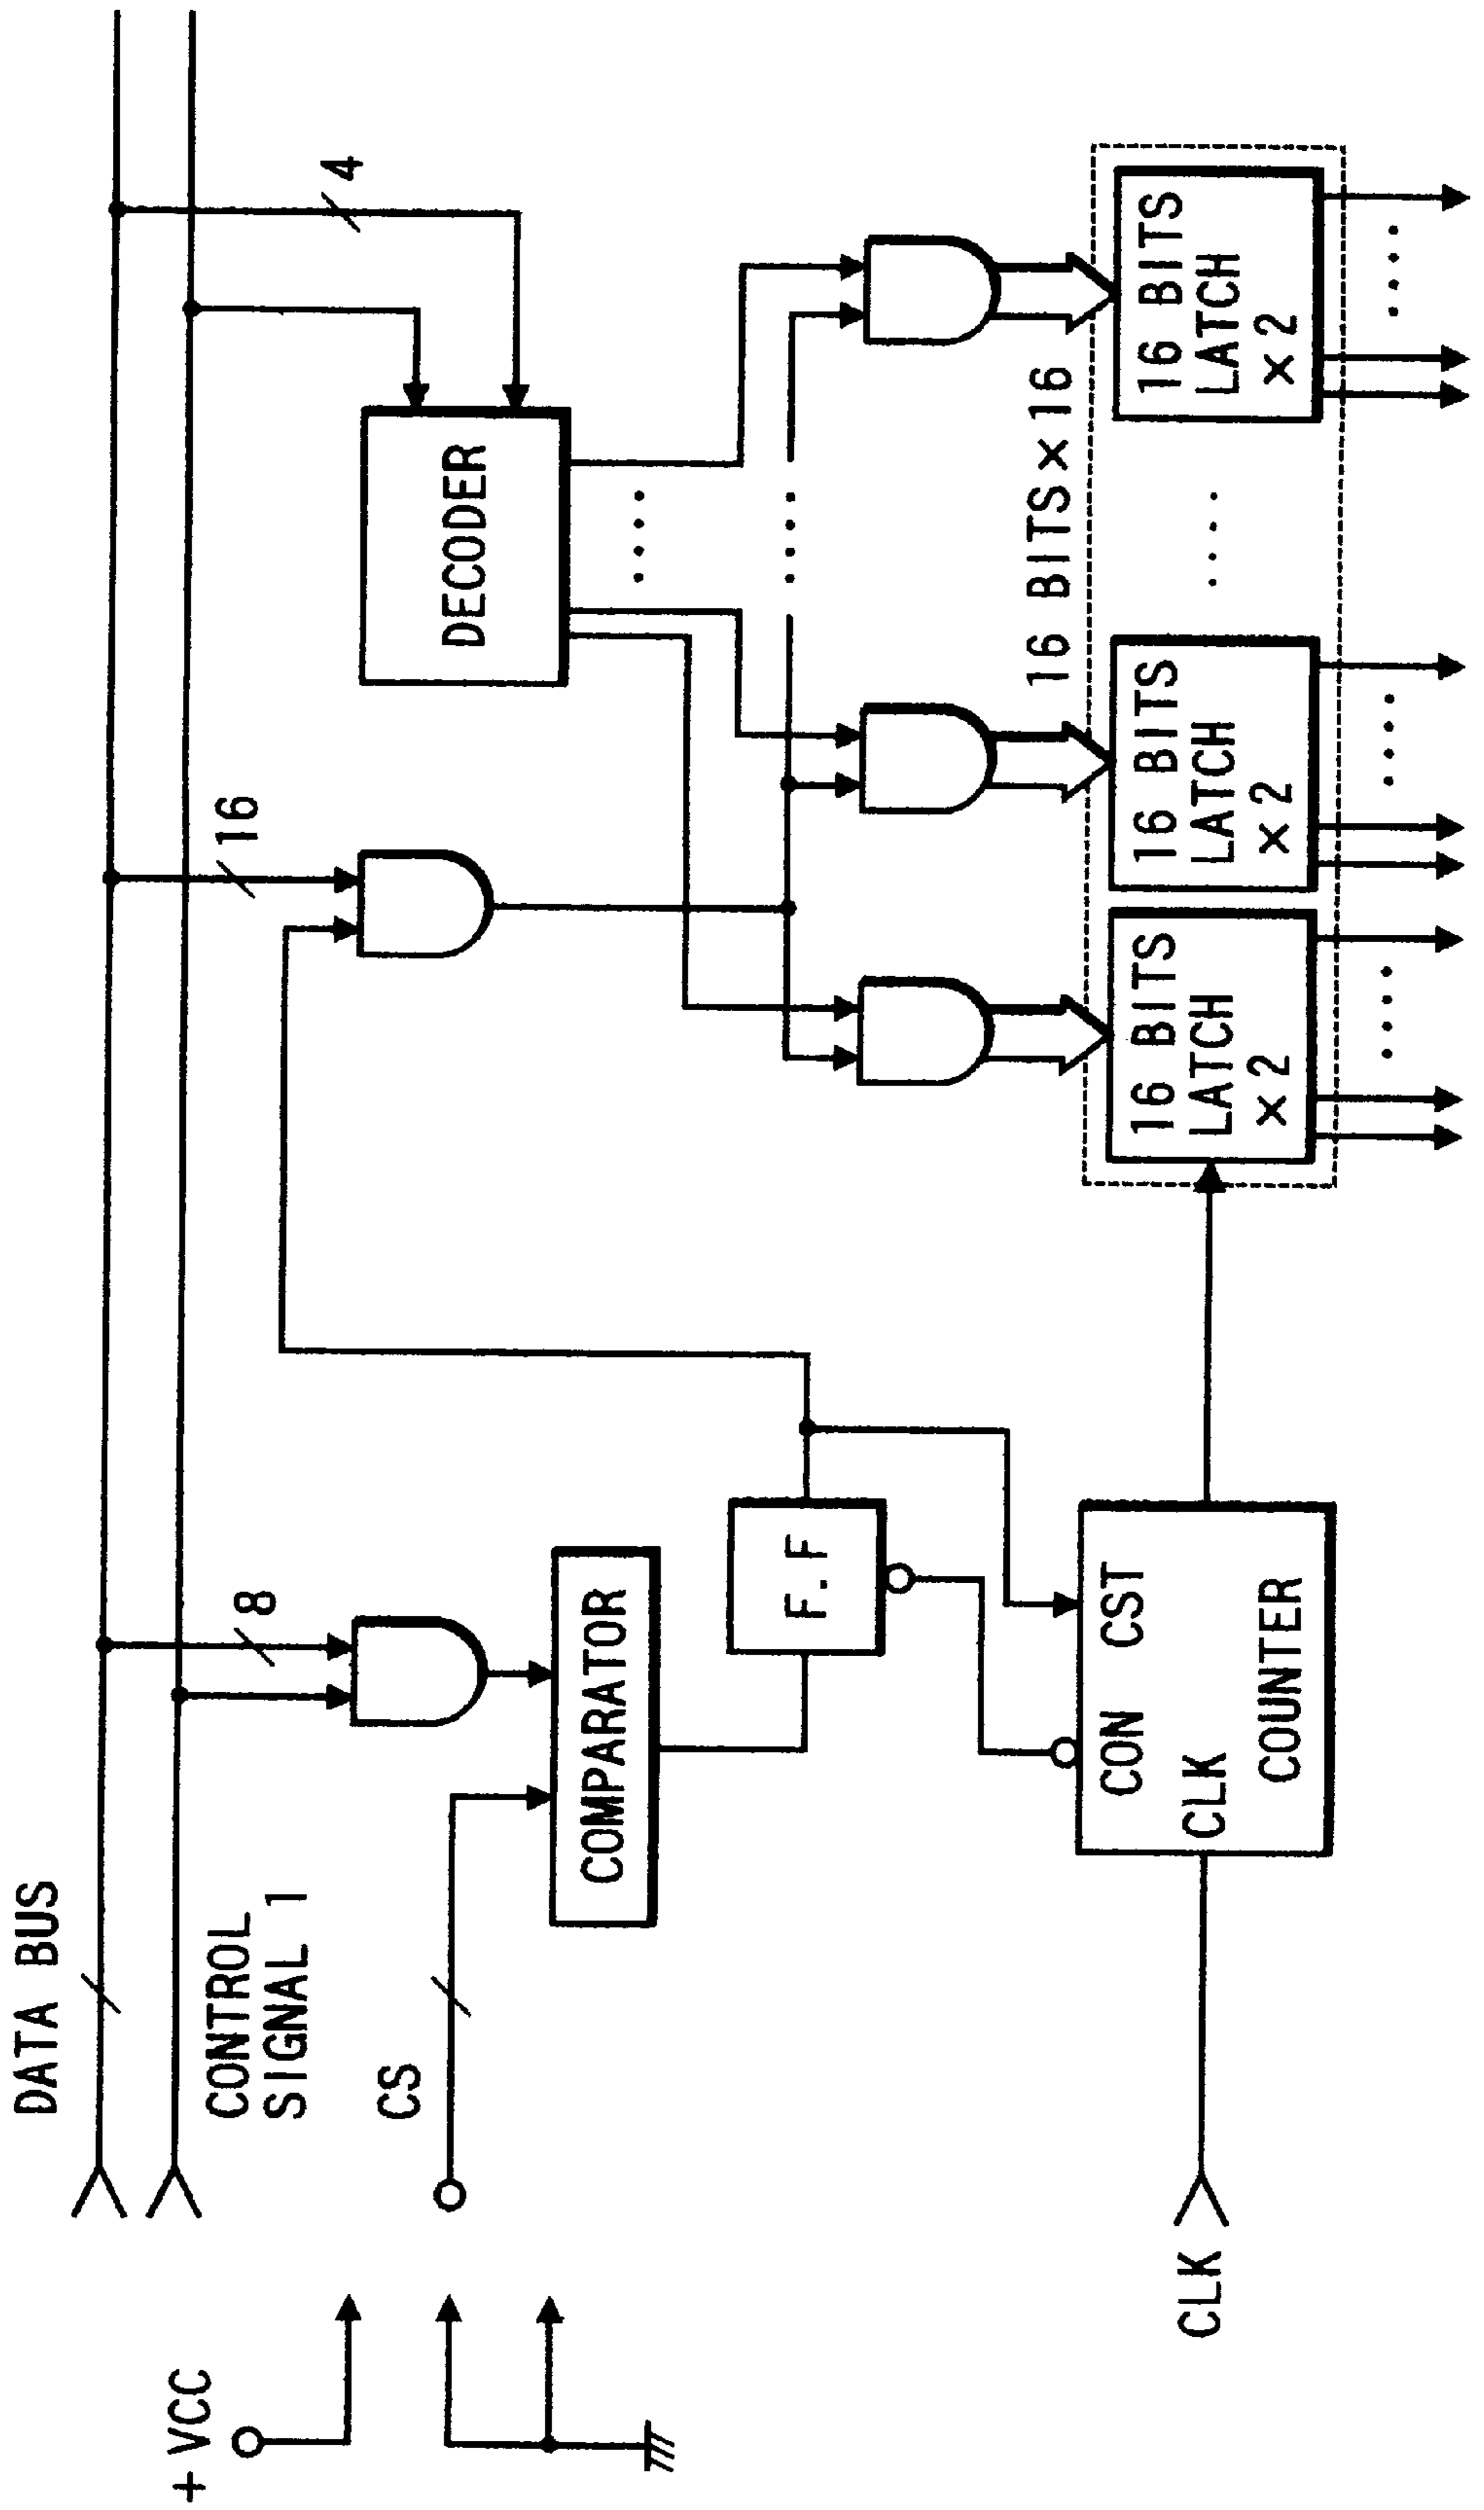 DATA BUS
CONTROL
SIGNAL 1
CS
+ VCC
8
16
4
COMPARATOR
DECODER
F.F
16 BITS×16
CON CST
CLK
COUNTER
CLK
16 BITS
LATCH
×2
16 BITS
LATCH
×2
16 BITS
LATCH
×2